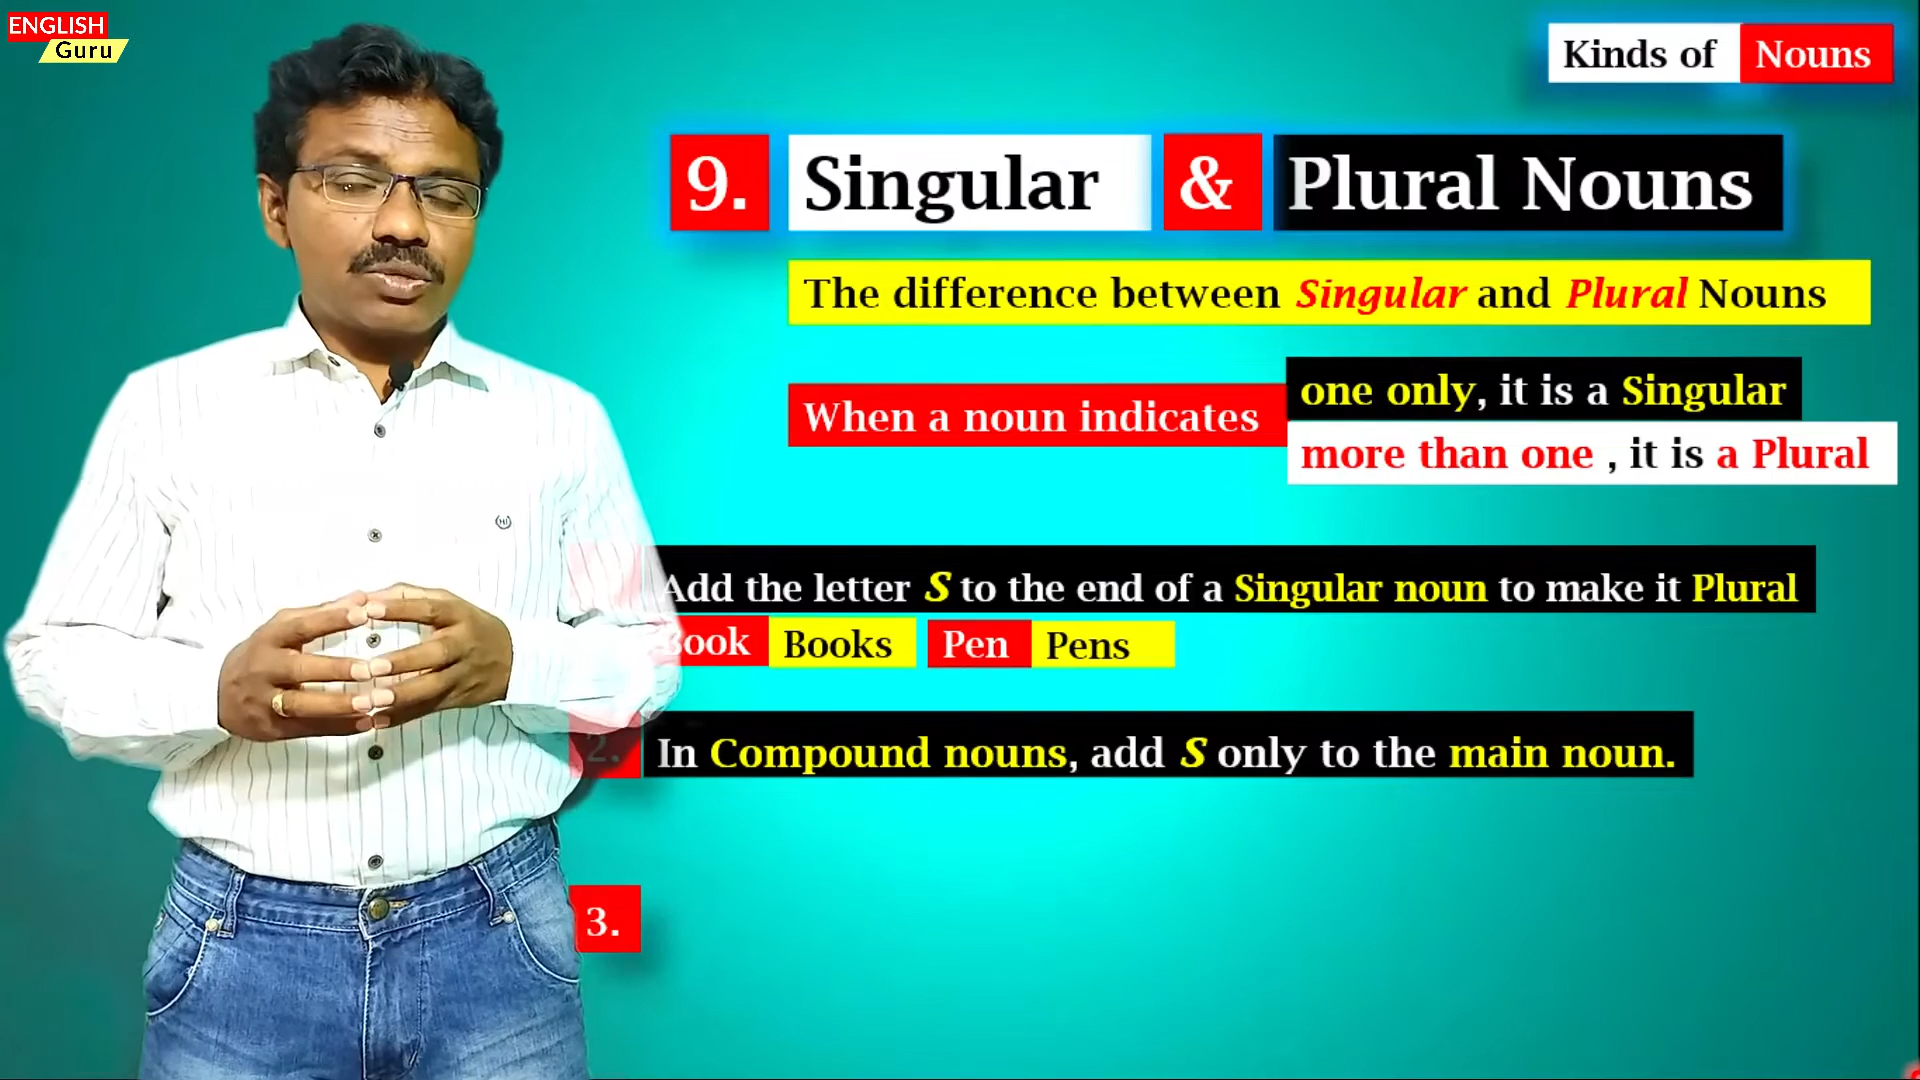 ENGLISH
Guru
Kinds of Nouns
9. Singular & Plural Nouns
The difference between Singular and Plural Nouns
When a noun indicates
one only, it is a Singular
more than one , it is a Plural
Add the letter S to the end of a Singular noun to make it Plural
Book Books Pen Pens
2. In Compound nouns, add S only to the main noun.
3.